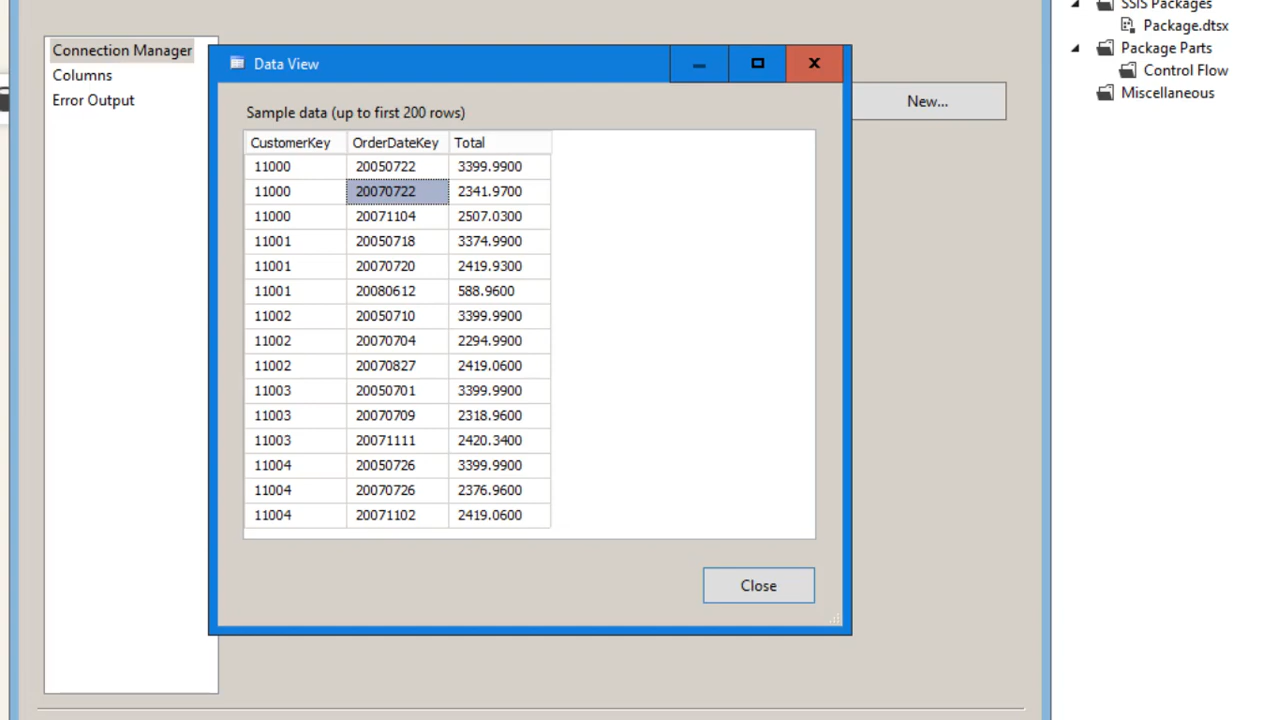 Connection Manager
Columns
Error Output
Data View
Sample data (up to first 200 rows)
CustomerKey OrderDateKey Total
11000 20050722 3399.9900
11000 20070722 2341.9700
11000 20071104 2507.0300
11001 20050718 3374.9900
11001 20070720 2419.9300
11001 20080612 588.9600
11002 20050710 3399.9900
11002 20070704 2294.9900
11002 20070827 2419.0600
11003 20050701 3399.9900
11003 20070709 2318.9600
11003 20071111 2420.3400
11004 20050726 3399.9900
11004 20070726 2376.9600
11004 20071102 2419.0600
Close
New...
SSIS Packages
Package.dtsx
Package Parts
Control Flow
Miscellaneous